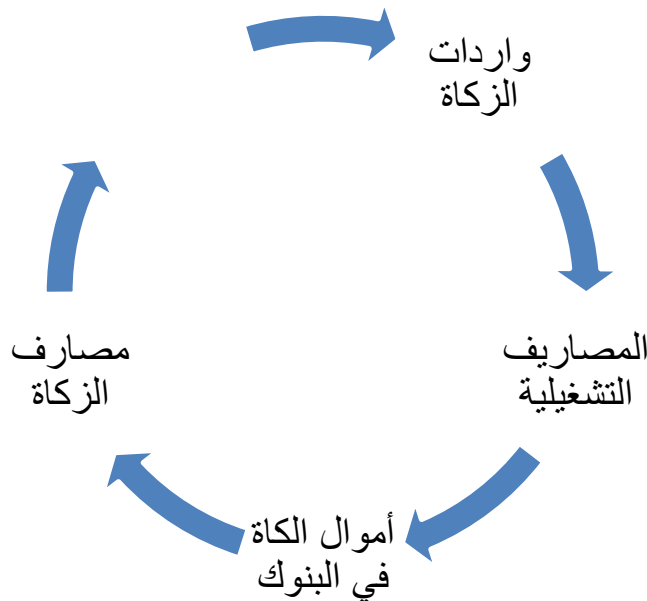 واردات
الزكاة
المصاريف
التشغيلية
أموال الكاة
في البنوك
مصارف
الزكاة